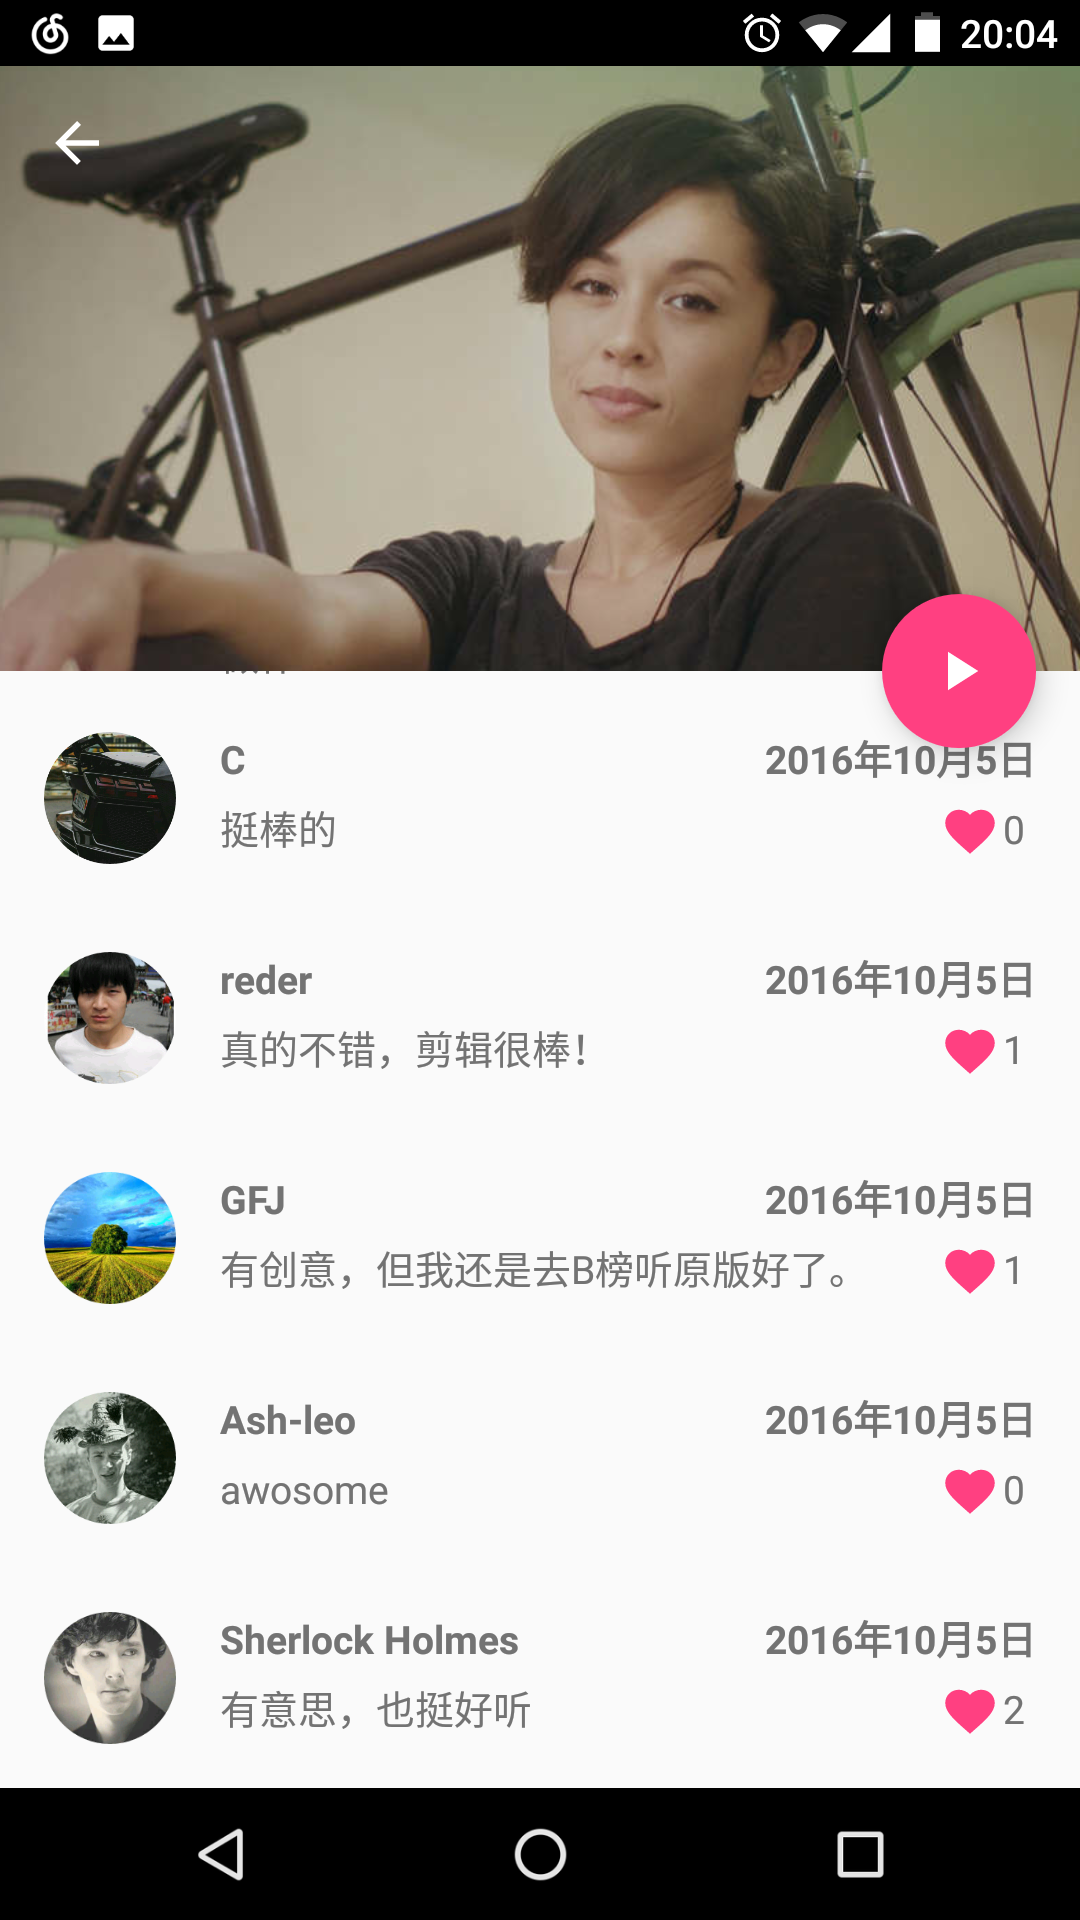 20:04
C
2016年10月5日
挺棒的
0
reder
2016年10月5日
真的不错，剪辑很棒！
1
GFJ
2016年10月5日
有创意，但我还是去B榜听原版好了。
1
Ash-leo
2016年10月5日
awosome
0
Sherlock Holmes
2016年10月5日
有意思，也挺好听
2